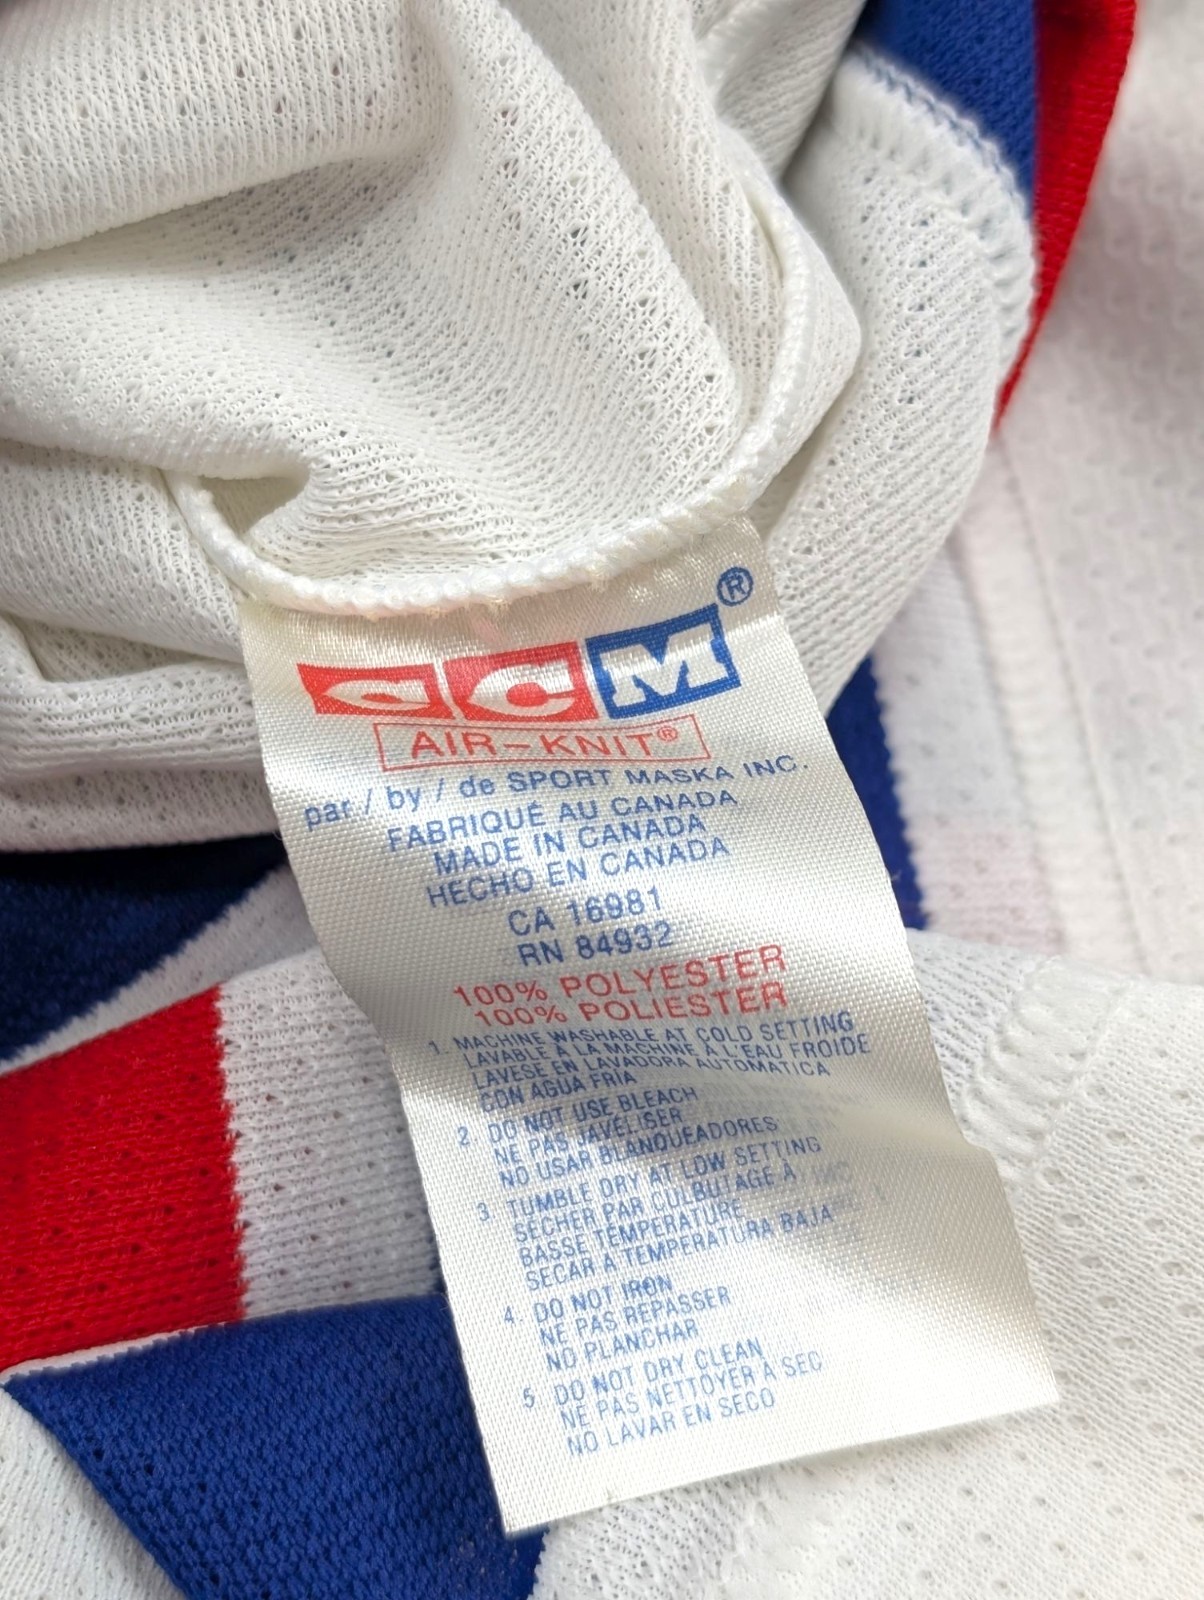 CCM®
AIR-KNIT®
par / by / de SPORT MASKA INC.
FABRIQUÉ AU CANADA
MADE IN CANADA
HECHO EN CANADA
CA 16981
RN 84932
100% POLYESTER
100% POLIESTER
1. MACHINE WASHABLE AT COLD SETTING
LAVABLE À LA MACHINE À L'EAU FROIDE
LAVESE EN LAVADORA AUTOMATICA
CON AGUA FRIA
2. DO NOT USE BLEACH
NE PAS JAVELISER
NO USAR BLANQUEADORES
3. TUMBLE DRY AT LOW SETTING
SECHER PAR CULBUTAGE À
BASSE TEMPERATURE
SECAR A TEMPERATURA BAJA
4. DO NOT IRON
NE PAS REPASSER
NO PLANCHAR
5 DO NOT DRY CLEAN
NE PAS NETTOYER À SEC
NO LAVAR EN SECO